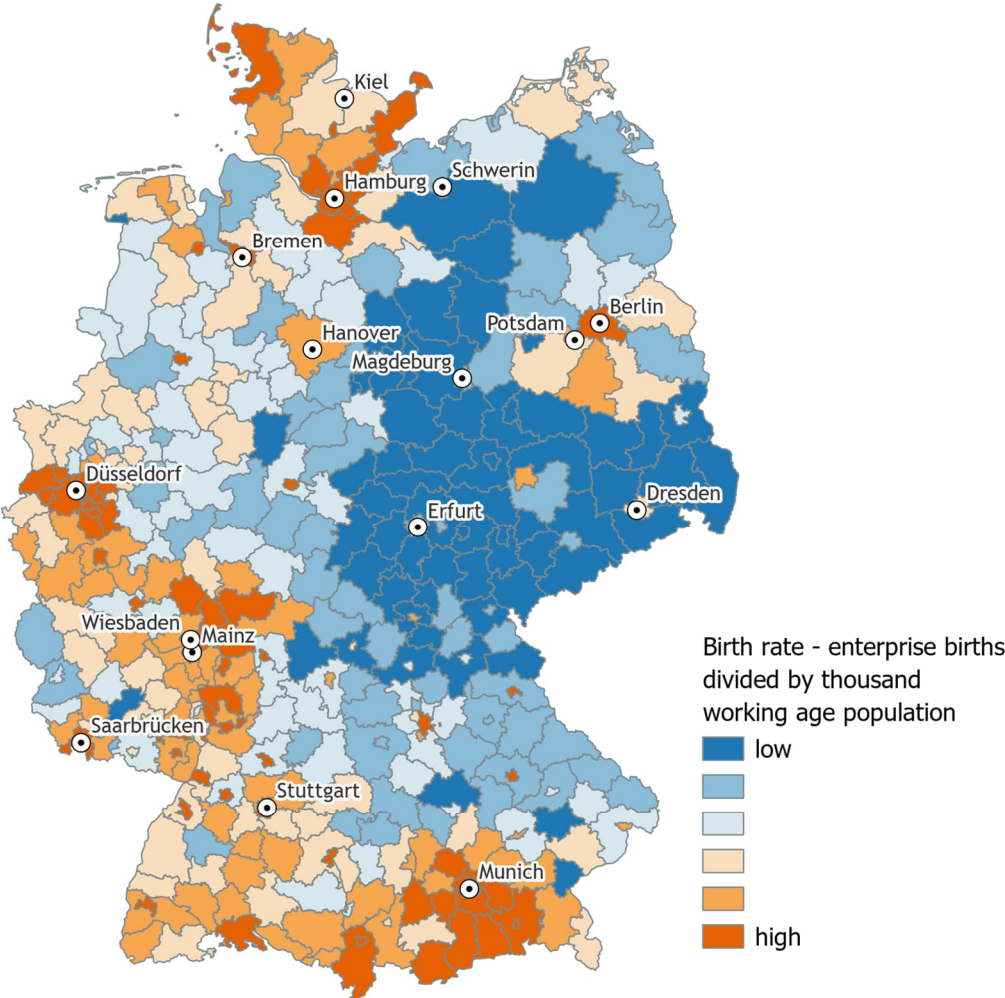 Kiel
Schwerin
Hamburg
Bremen
Berlin
Potsdam
Hanover
Magdeburg
Düsseldorf
Dresden
Erfurt
Wiesbaden
Mainz
Saarbrücken
Stuttgart
Munich
Birth rate - enterprise births
divided by thousand
working age population
low
high